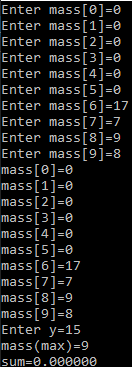 Enter mass[0]=0
Enter mass[1]=0
Enter mass[2]=0
Enter mass[3]=0
Enter mass[4]=0
Enter mass[5]=0
Enter mass[6]=17
Enter mass[7]=7
Enter mass[8]=9
Enter mass[9]=8
mass[0]=0
mass[1]=0
mass[2]=0
mass[3]=0
mass[4]=0
mass[5]=0
mass[6]=17
mass[7]=7
mass[8]=9
mass[9]=8
Enter y=15
mass(max)=9
sum=0.000000